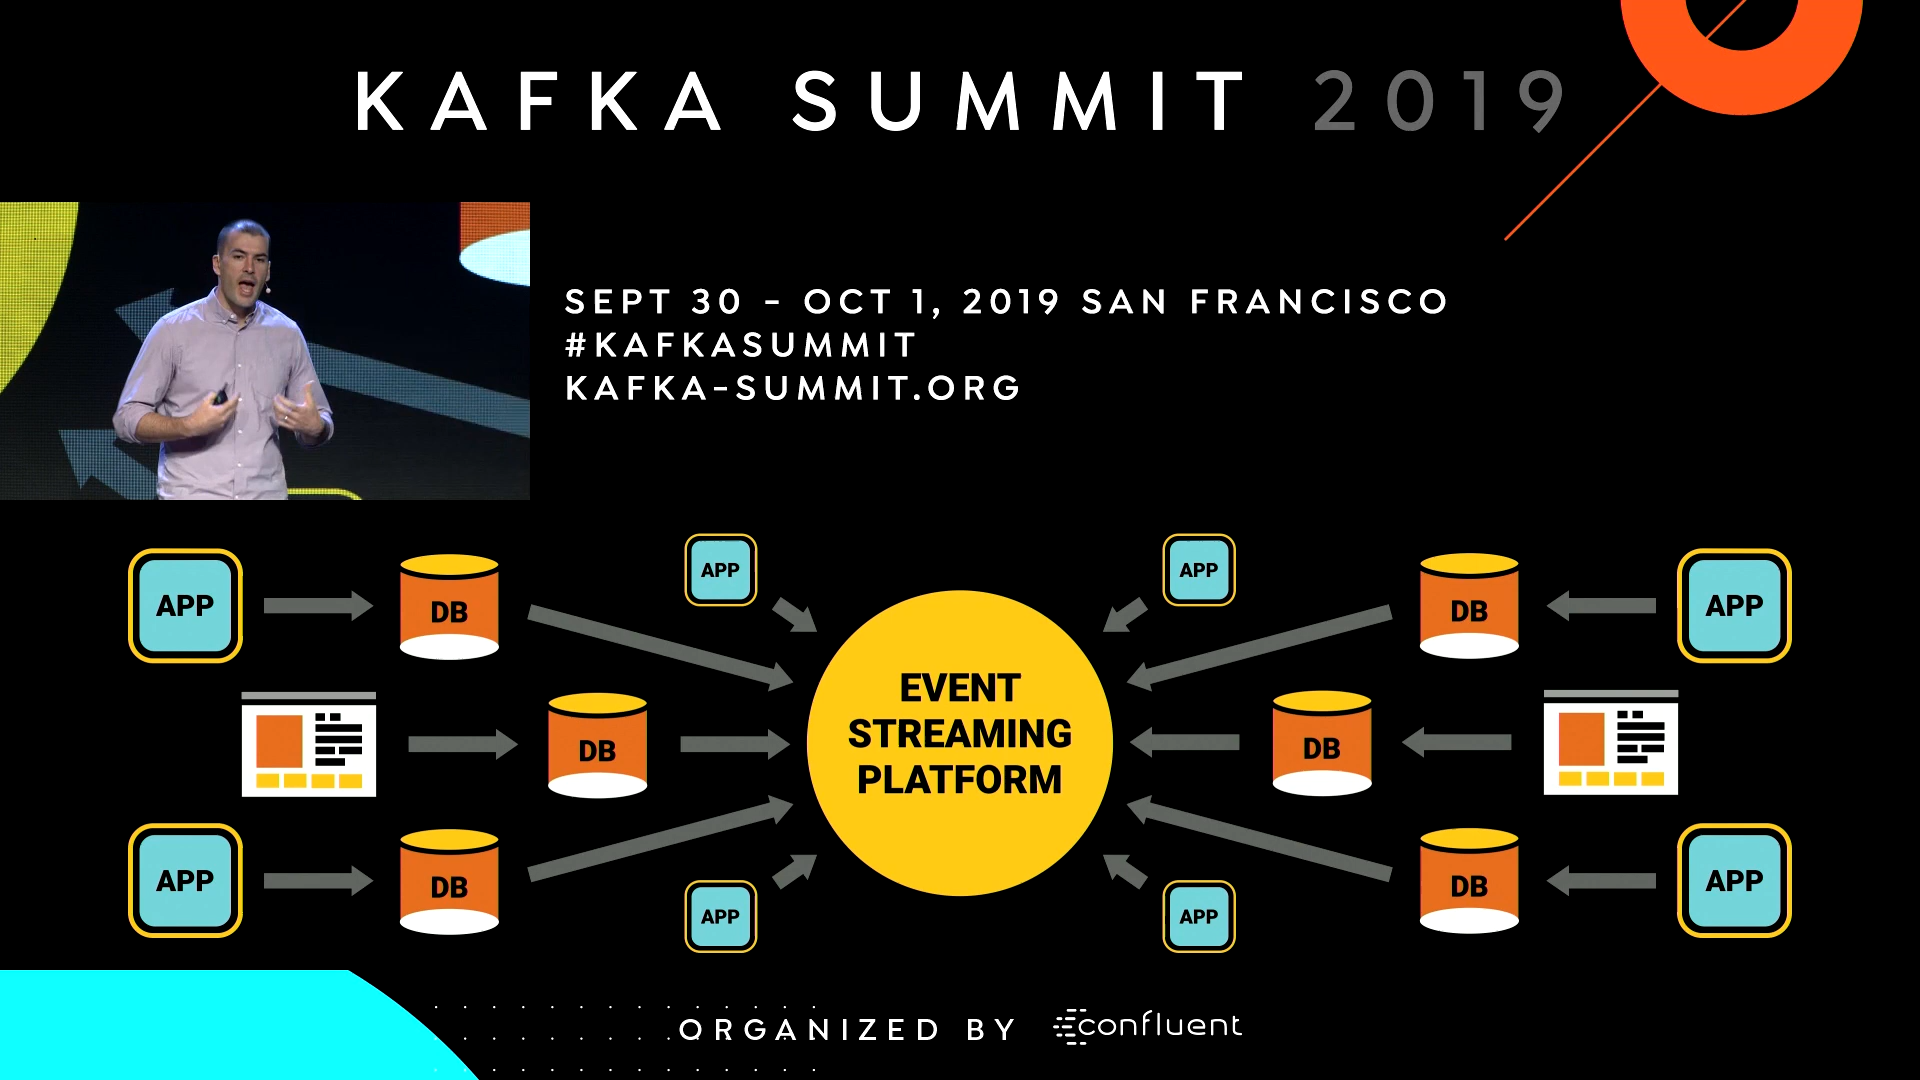 KAFKA SUMMIT 2019
SEPT 30 - OCT 1, 2019 SAN FRANCISCO
#KAFKASUMMIT
KAFKA-SUMMIT.ORG
APP
DB
APP
APP
DB
APP
EVENT
STREAMING
PLATFORM
DB
DB
APP
DB
APP
APP
DB
APP
ORGANIZED BY confluent